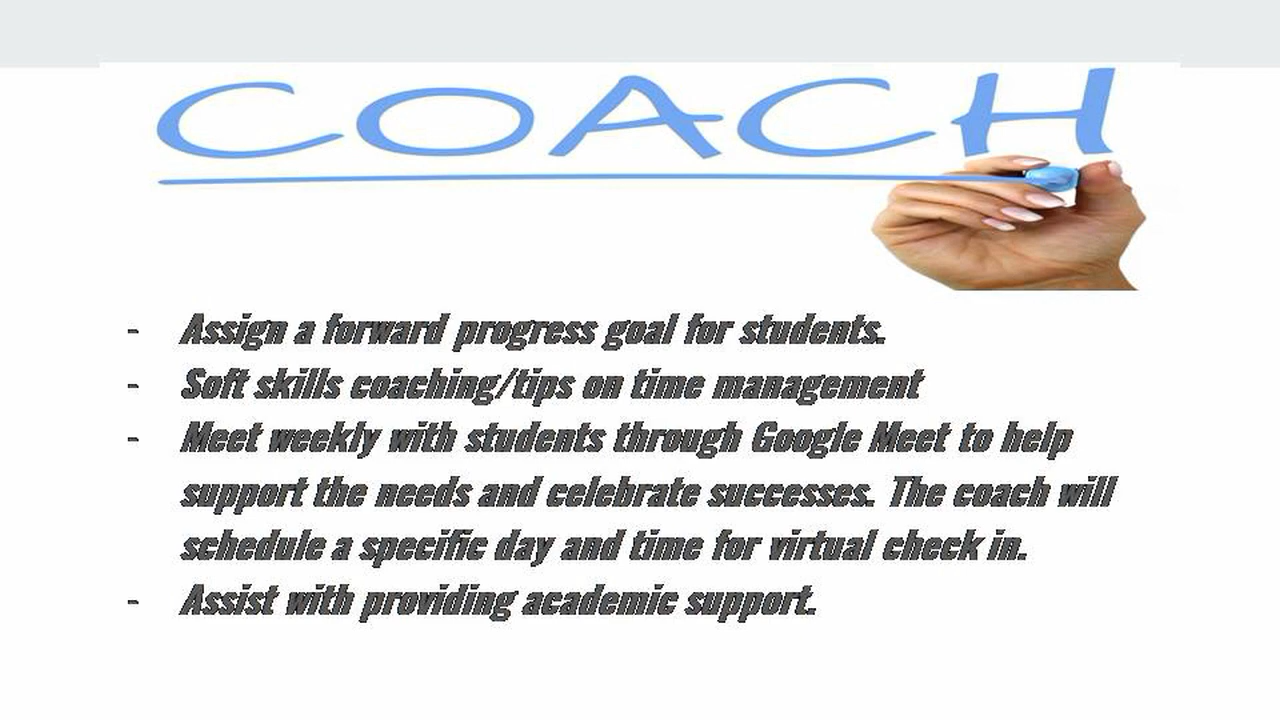 COACH
- Assign a forward progress goal for students.
- Soft skills coaching/tips on time management
- Meet weekly with students through Google Meet to help
support the needs and celebrate successes. The coach will
schedule a specific day and time for virtual check in.
- Assist with providing academic support.